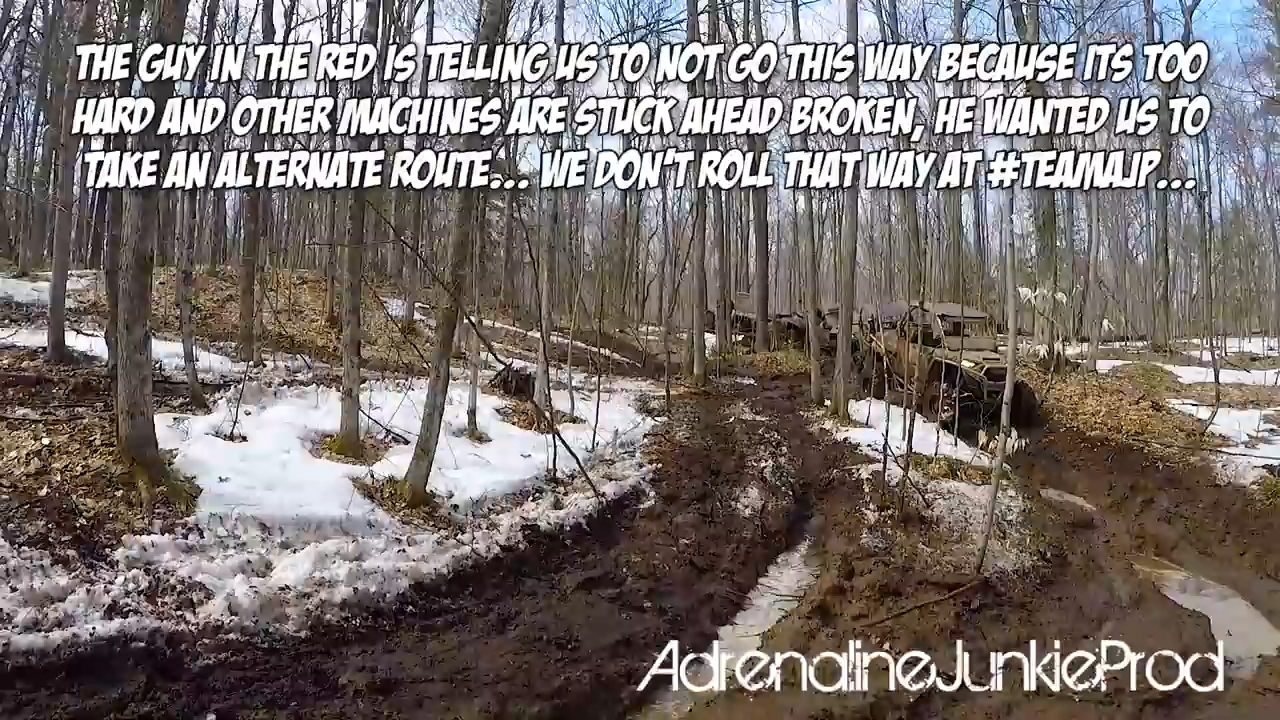 THE GUY IN THE RED IS TELLING US TO NOT GO THIS WAY BECAUSE ITS TOO
HARD AND OTHER MACHINES ARE STUCK AHEAD BROKEN, HE WANTED US TO
TAKE AN ALTERNATE ROUTE... WE DON'T ROLL THAT WAY AT #TEAMAJP...
AdrenalineJunkieProd